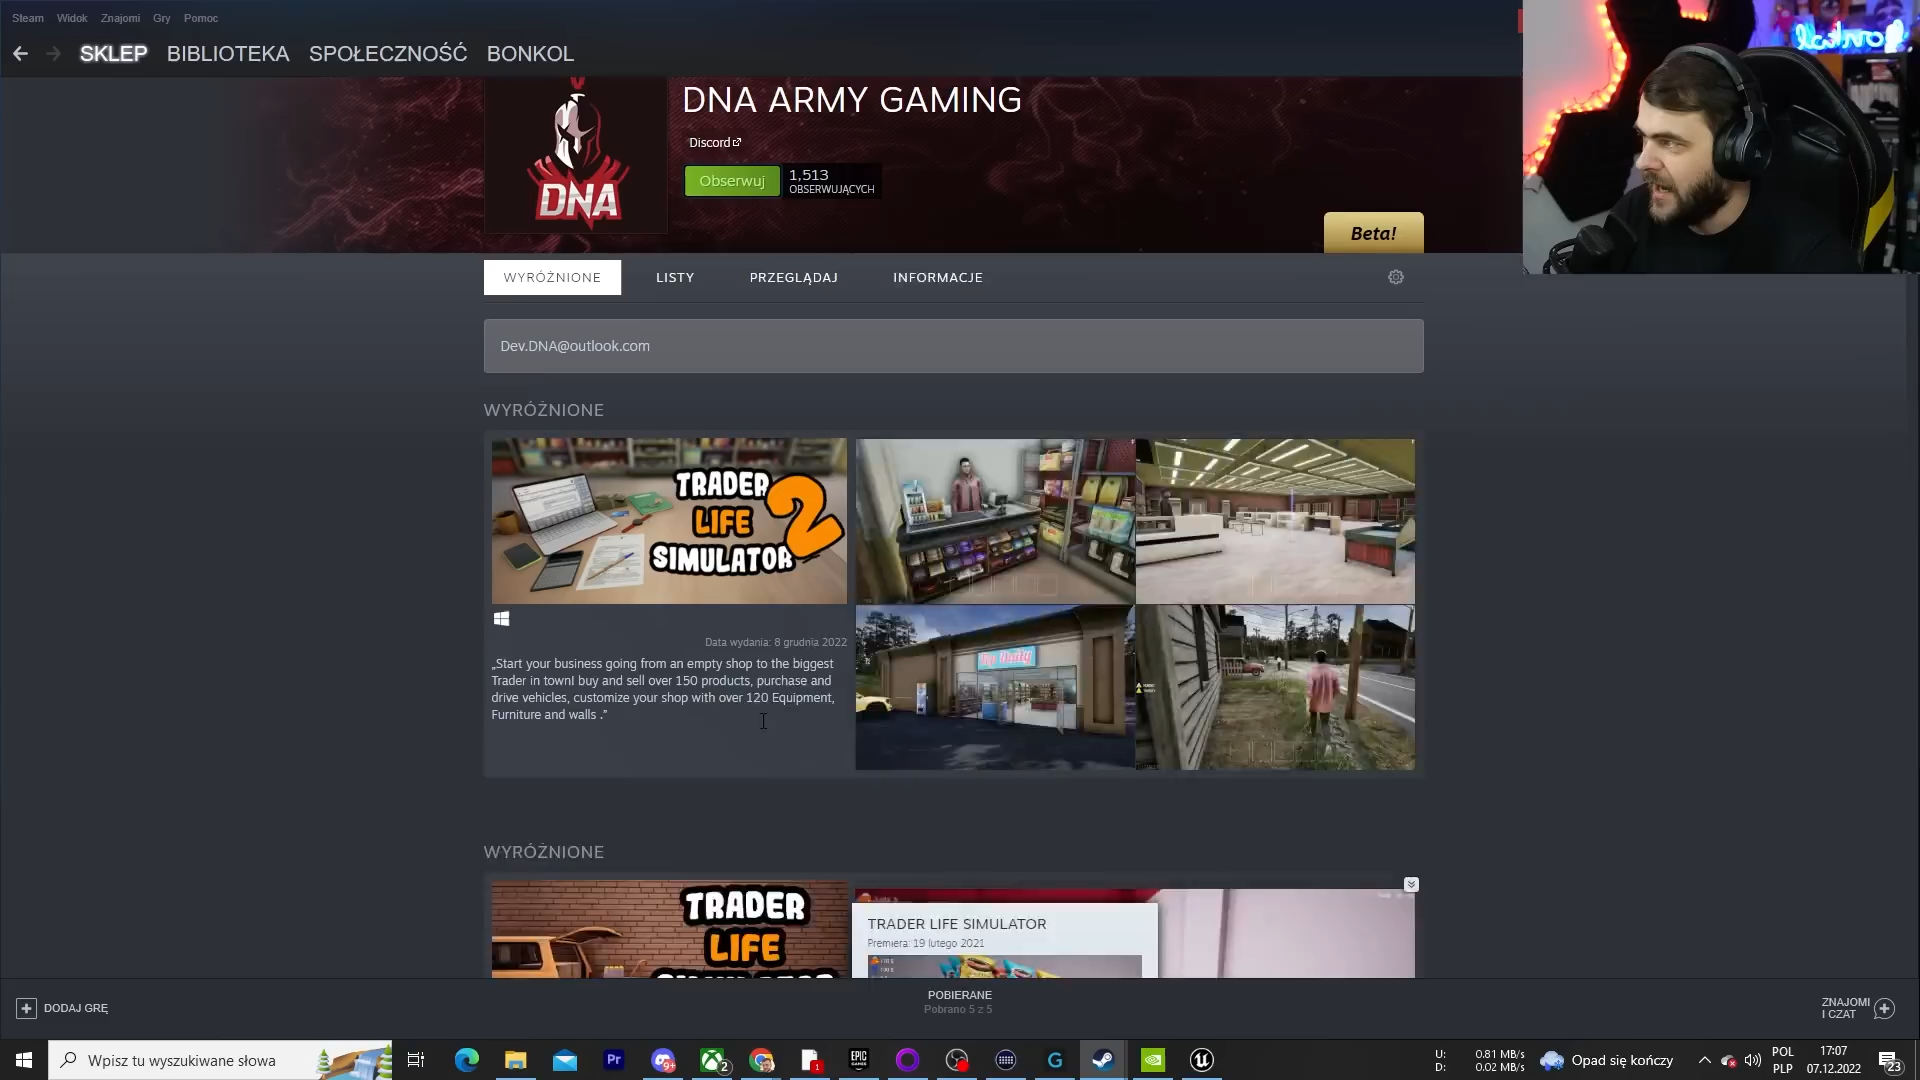 Steam Widok Znajomi Gry Pomoc
SKLEP BIBLIOTEKA SPOŁECZNOŚĆ BONKOL
DNA
DNA ARMY GAMING
Discord
Obserwuj
1,513
OBSERWUJĄCYCH
Beta!
WYRÓŻNIONE LISTY PRZEGLĄDAJ INFORMACJE
Dev.DNA@outlook.com
WYRÓŻNIONE
TRADER
LIFE
SIMULATOR
2
Data wydania: 8 grudnia 2022
„Start your business going from an empty shop to the biggest
Trader in town! buy and sell over 150 products, purchase and
drive vehicles, customize your shop with over 120 Equipment,
Furniture and walls .”
WYRÓŻNIONE
TRADER
LIFE
TRADER LIFE SIMULATOR
Premiera: 19 lutego 2021
DODAJ GRĘ
POBIERANE
Pobrano 5 z 5
ZNAJOMI
I CZAT
Wpisz tu wyszukiwane słowa
Pr
9+
2
1
EPIC
G
U: 0.81 MB/s
D: 0.02 MB/s
Opad się kończy
POL
PLP
17:07
07.12.2022
23